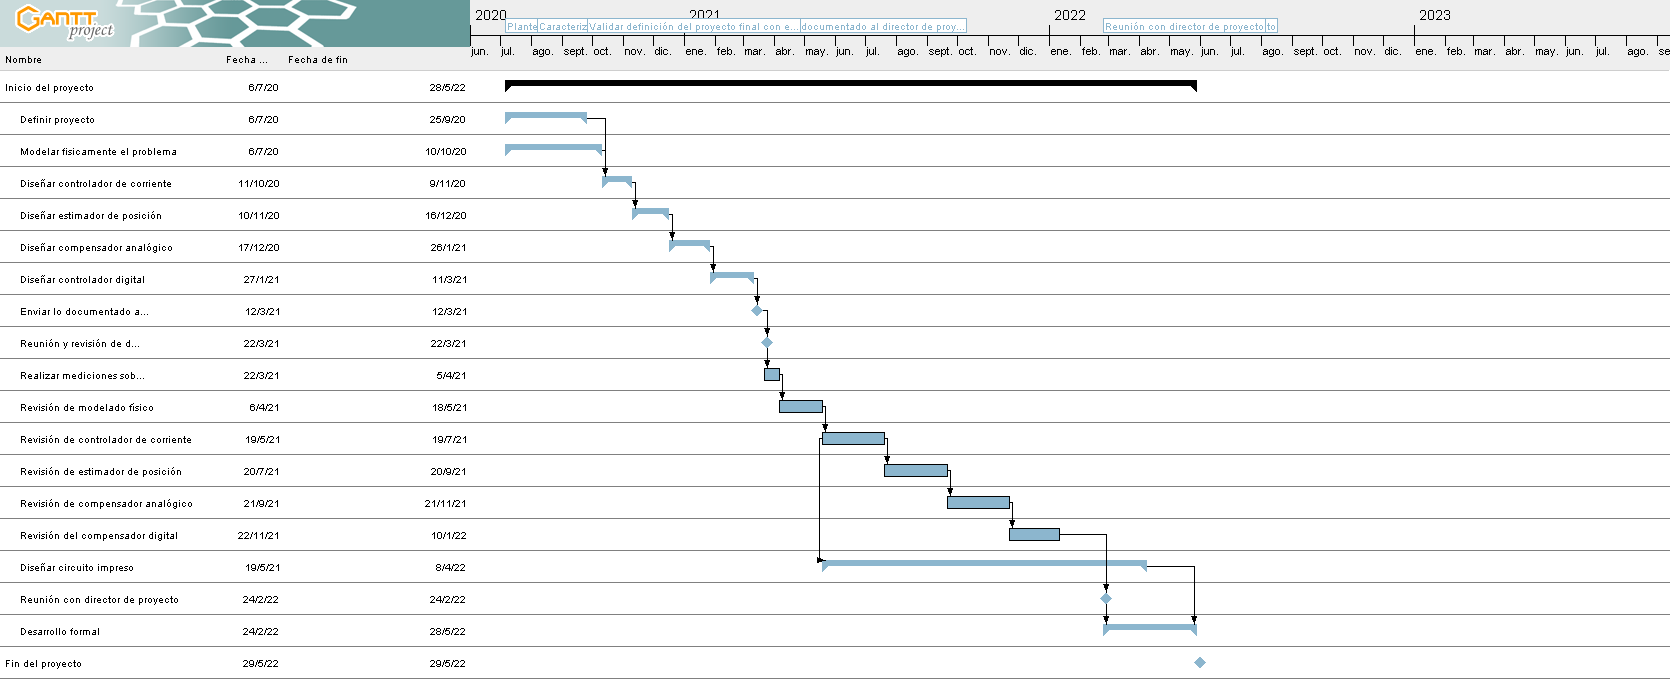 GANTT
project
2020 2021 2022 2023
Plante Caracteriz Validar definición del proyecto final con e... documentado al director de proy... Reunión con director de proyecto to
jun. jul. ago. sept. oct. nov. dic. ene. feb. mar. abr. may. jun. jul. ago. sept. oct. nov. dic. ene. feb. mar. abr. may. jun. jul. ago. sept. oct. nov. dic. ene. feb. mar. abr. may. jun. jul. ago. se
Nombre Fecha ... Fecha de fin
Inicio del proyecto 6/7/20 28/5/22
Definir proyecto 6/7/20 25/9/20
Modelar fisicamente el problema 6/7/20 10/10/20
Diseñar controlador de corriente 11/10/20 9/11/20
Diseñar estimador de posición 10/11/20 16/12/20
Diseñar compensador analógico 17/12/20 26/1/21
Diseñar controlador digital 27/1/21 11/3/21
Enviar lo documentado a... 12/3/21 12/3/21
Reunión y revisión de d... 22/3/21 22/3/21
Realizar mediciones sob... 22/3/21 5/4/21
Revisión de modelado físico 6/4/21 18/5/21
Revisión de controlador de corriente 19/5/21 19/7/21
Revisión de estimador de posición 20/7/21 20/9/21
Revisión de compensador analógico 21/9/21 21/11/21
Revisión del compensador digital 22/11/21 10/1/22
Diseñar circuito impreso 19/5/21 8/4/22
Reunión con director de proyecto 24/2/22 24/2/22
Desarrollo formal 24/2/22 28/5/22
Fin del proyecto 29/5/22 29/5/22